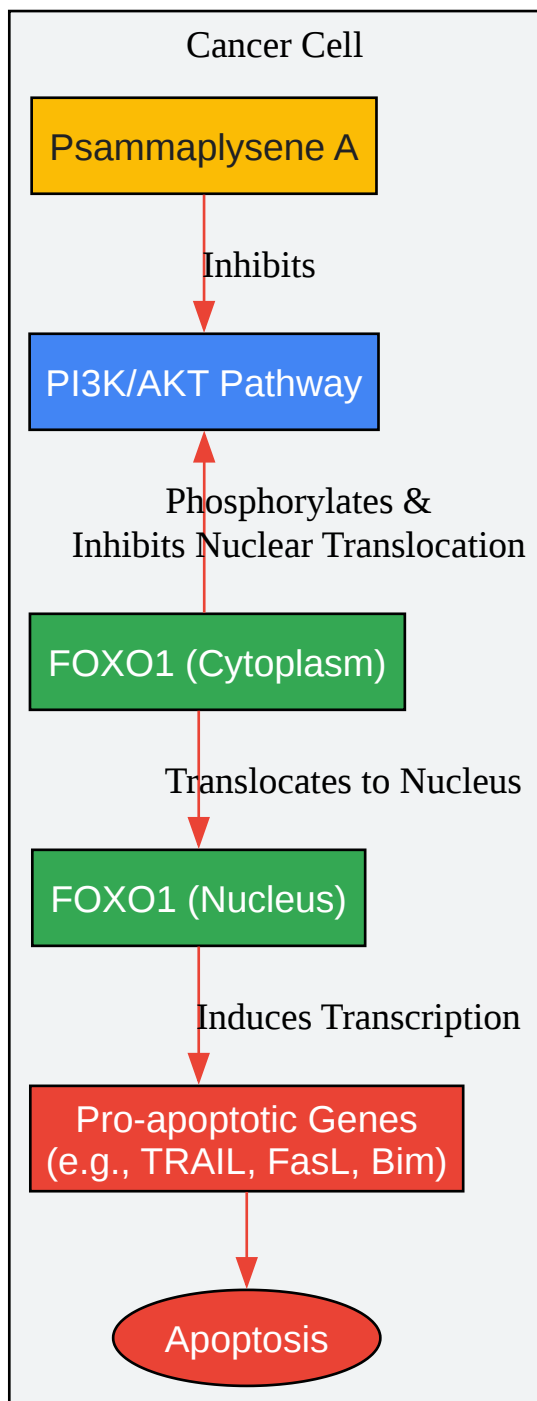 Cancer Cell
Psammaplysene A
Inhibits
PI3K/AKT Pathway
Phosphorylates &
Inhibits Nuclear Translocation
FOXO1 (Cytoplasm)
Translocates to Nucleus
FOXO1 (Nucleus)
Induces Transcription
Pro-apoptotic Genes
(e.g., TRAIL, FasL, Bim)
Apoptosis